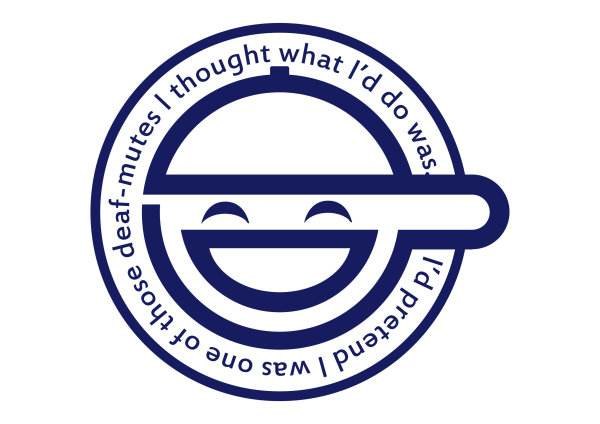 I thought what I'd do was, I'd pretend I was one of those deaf-mutes